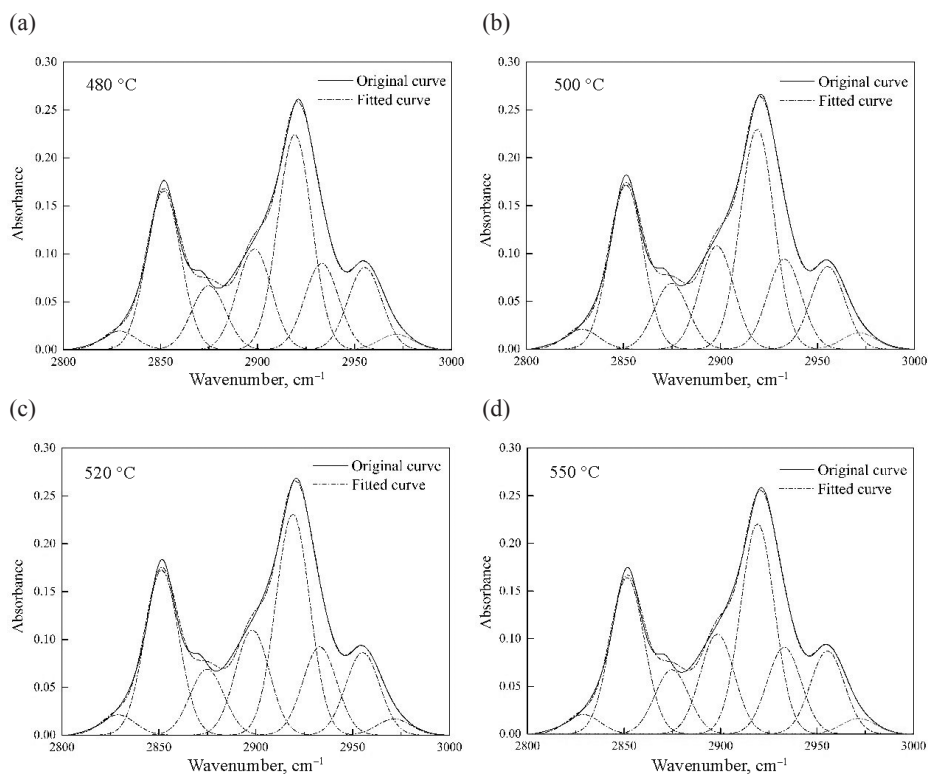 (a)
(b)
0.30
480 °C
Original curve
Fitted curve
0.25
0.20
0.15
0.10
0.05
0.00
2800 2850 2900 2950 3000
Absorbance
Wavenumber, cm⁻¹
0.30
500 °C
Original curve
Fitted curve
0.25
0.20
0.15
0.10
0.05
0.00
2800 2850 2900 2950 3000
Absorbance
Wavenumber, cm⁻¹
(c)
(d)
0.30
520 °C
Original curve
Fitted curve
0.25
0.20
0.15
0.10
0.05
0.00
2800 2850 2900 2950 3000
Absorbance
Wavenumber, cm⁻¹
0.30
550 °C
Original curve
Fitted curve
0.25
0.20
0.15
0.10
0.05
0.00
2800 2850 2900 2950 3000
Absorbance
Wavenumber, cm⁻¹